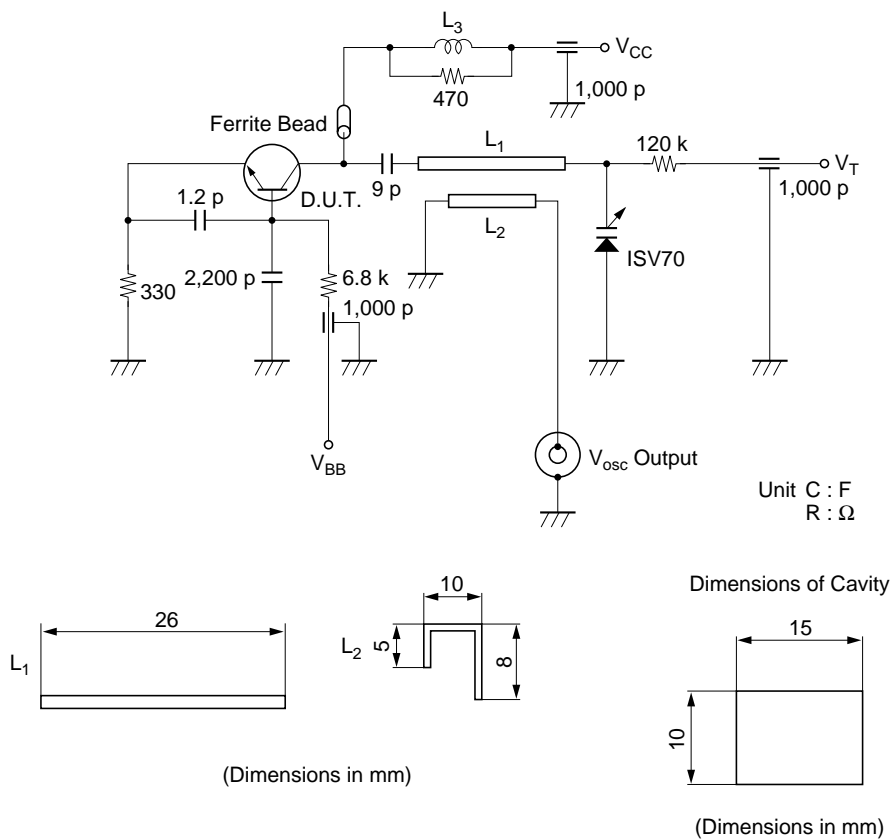 L3
VCC
470
1,000 p
Ferrite Bead
L1
120 k
VT
9 p
1,000 p
1.2 p
D.U.T.
L2
ISV70
2,200 p
6.8 k
330
1,000 p
VBB
Vosc Output
Unit C : F
R : Ω
Dimensions of Cavity
10
26
15
5
L2
8
L1
10
(Dimensions in mm)
(Dimensions in mm)